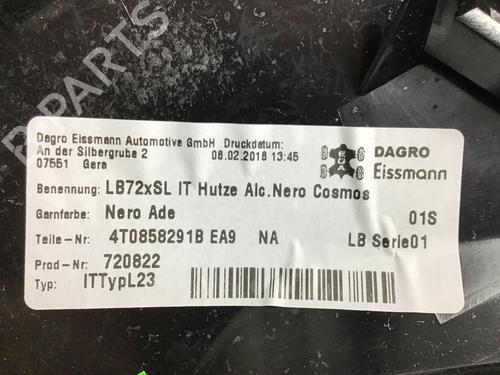 B PARTS
Dagro Eissmann Automotive GmbH Druckdatum:
An der Silbergrube 2 06.02.2018 13:45
07551 Gera
DAGRO
Eissmann
Benennung: LB72xSL IT Hutze Alc.Nero Cosmos
Garnfarbe: Nero Ade 01S
Teile-Nr: 4T0858291B EA9 NA LB Serie01
Prod-Nr: 720822
Typ: ITTypL23